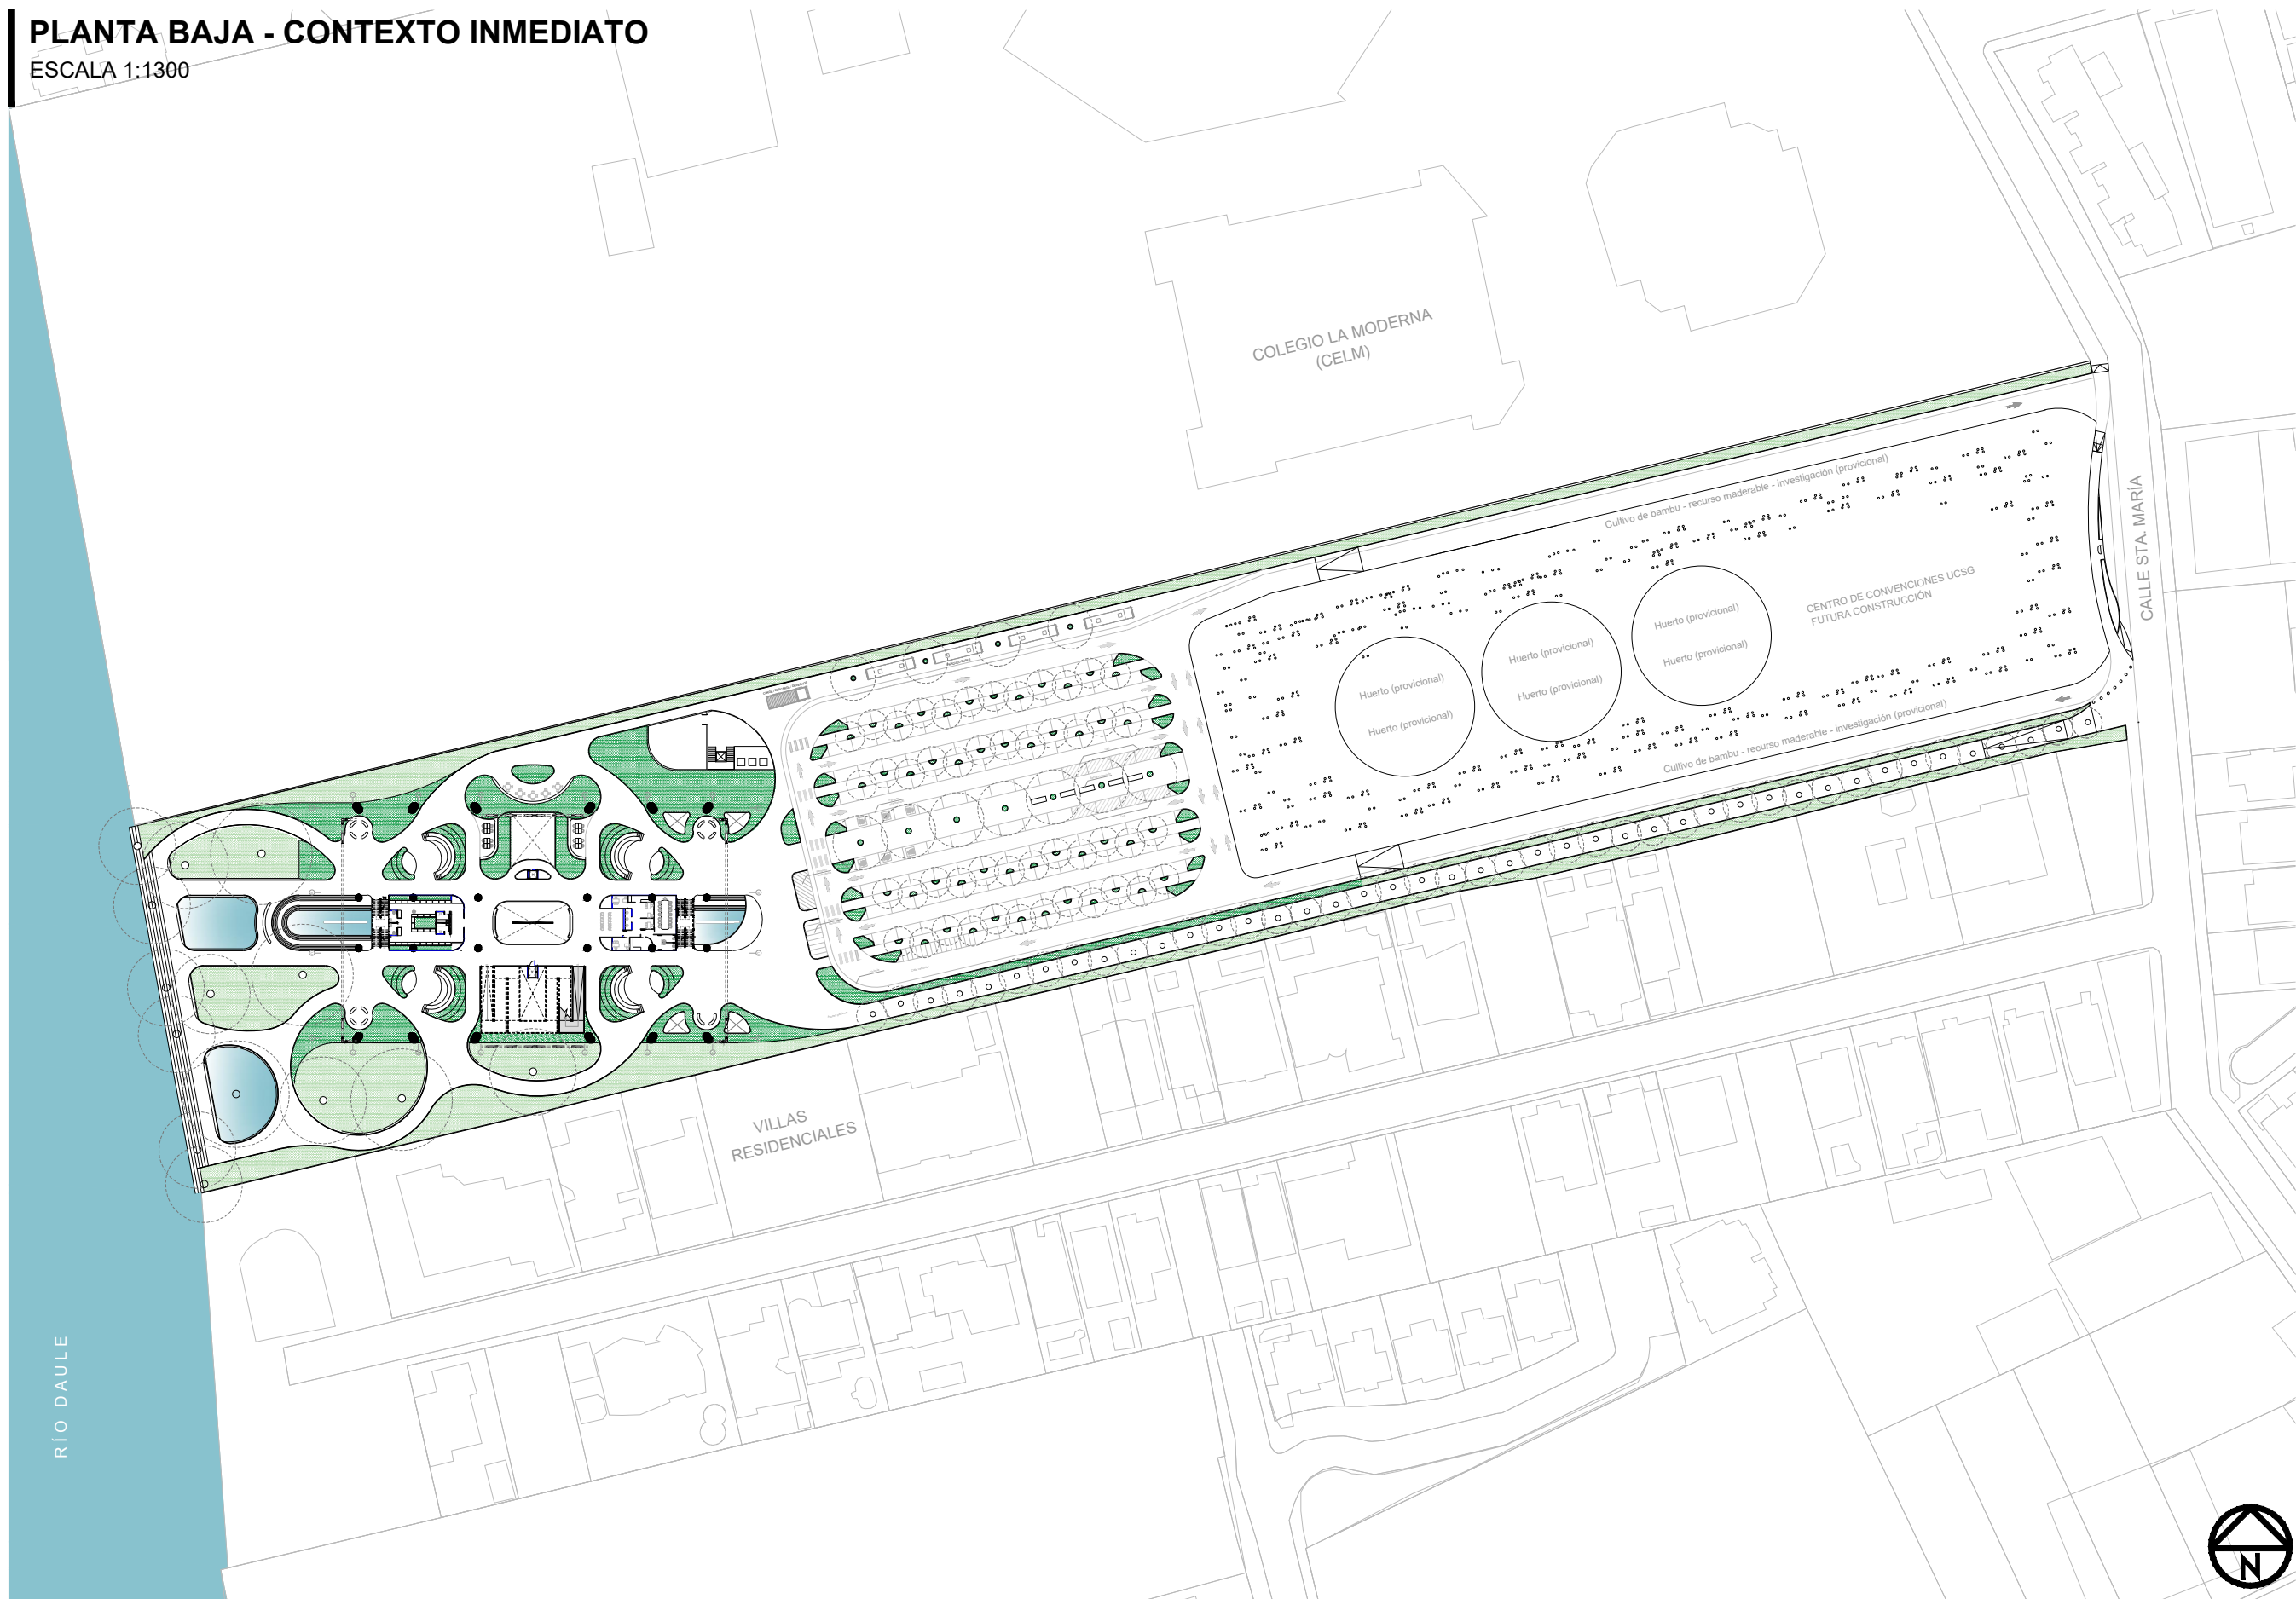 PLANTA BAJA - CONTEXTO INMEDIATO
ESCALA 1:1300
COLEGIO LA MODERNA
(CELM)
Cultivo de bambu - recurso maderable - investigación (provicional)
CALLE STA. MARÍA
CENTRO DE CONVENCIONES UCSG
FUTURA CONSTRUCCIÓN
Huerto (provicional)
Huerto (provicional)
Huerto (provicional)
Huerto (provicional)
Huerto (provicional)
Huerto (provicional)
Cultivo de bambu - recurso maderable - investigación (provicional)
VILLAS
RESIDENCIALES
RÍO DAULE
N